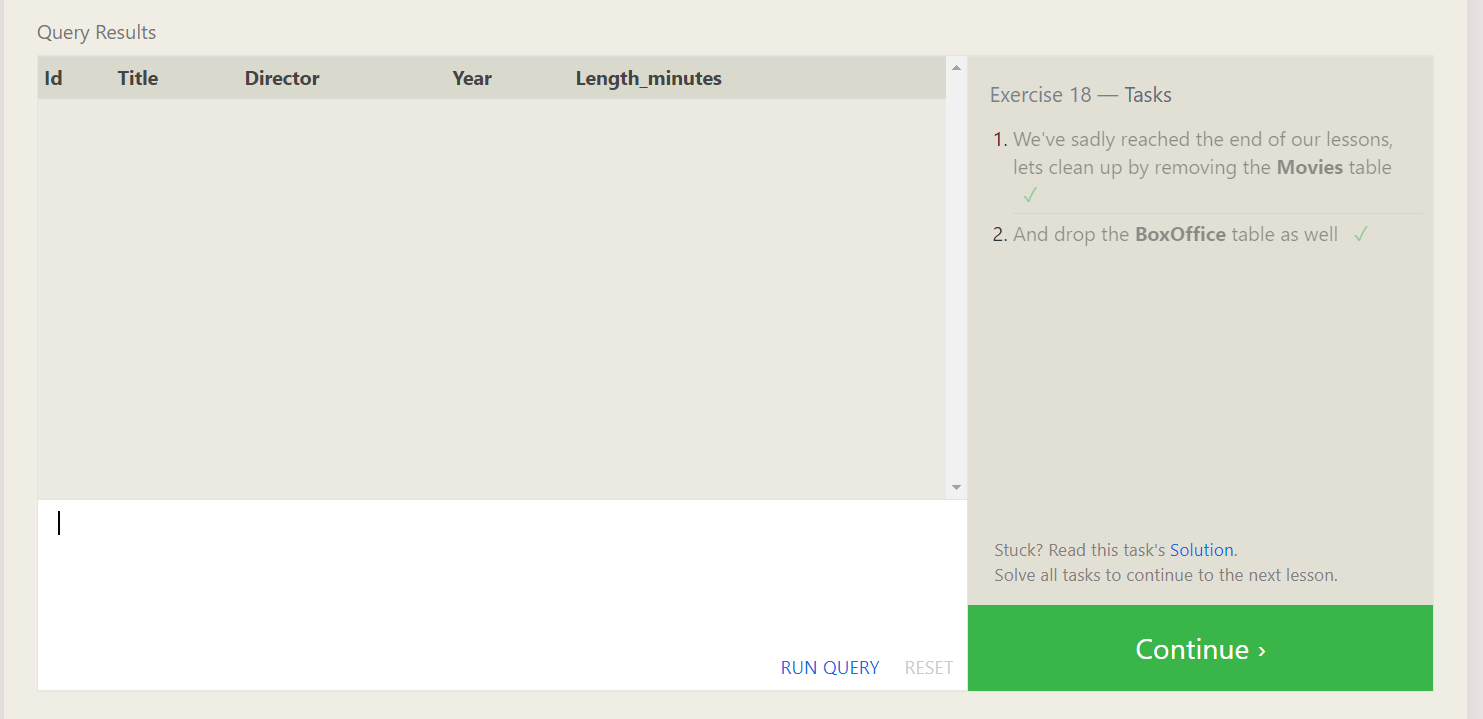 Query Results
Id Title Director Year Length_minutes
Exercise 18 — Tasks
1. We've sadly reached the end of our lessons,
lets clean up by removing the Movies table
✓
2. And drop the BoxOffice table as well ✓
Stuck? Read this task's Solution.
Solve all tasks to continue to the next lesson.
RUN QUERY RESET
Continue ›